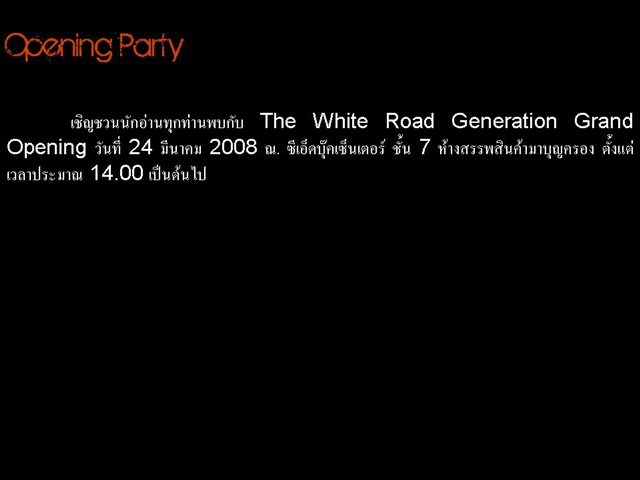 Opening Party
เชิญชวนนักอ่านทุกท่านพบกับ The White Road Generation Grand
Opening วันที่ 24 มีนาคม 2008 ณ. ซีเอ็ดบุ๊คเซ็นเตอร์ ชั้น 7 ห้างสรรพสินค้ามาบุญครอง ตั้งแต่
เวลาประมาณ 14.00 เป็นต้นไป